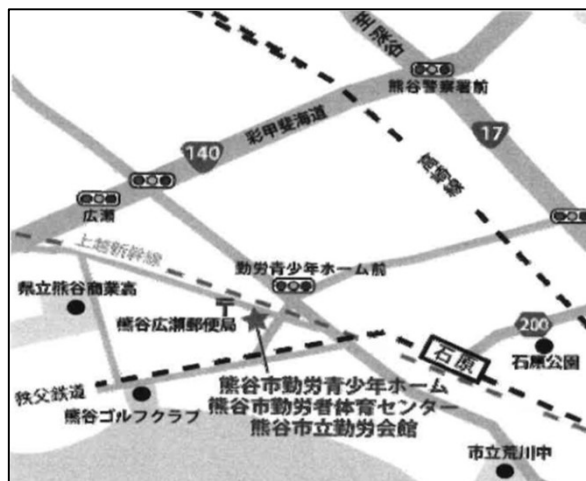 至深谷
熊谷警察署前
17
彩甲斐海道
140
高崎線
広瀬
上越新幹線
勤労青少年ホーム前
県立熊谷商業高
熊谷広瀬郵便局
200
石原
石原公園
秩父鉄道
熊谷ゴルフクラブ
熊谷市勤労青少年ホーム
熊谷市勤労者体育センター
熊谷市立勤労会館
市立荒川中